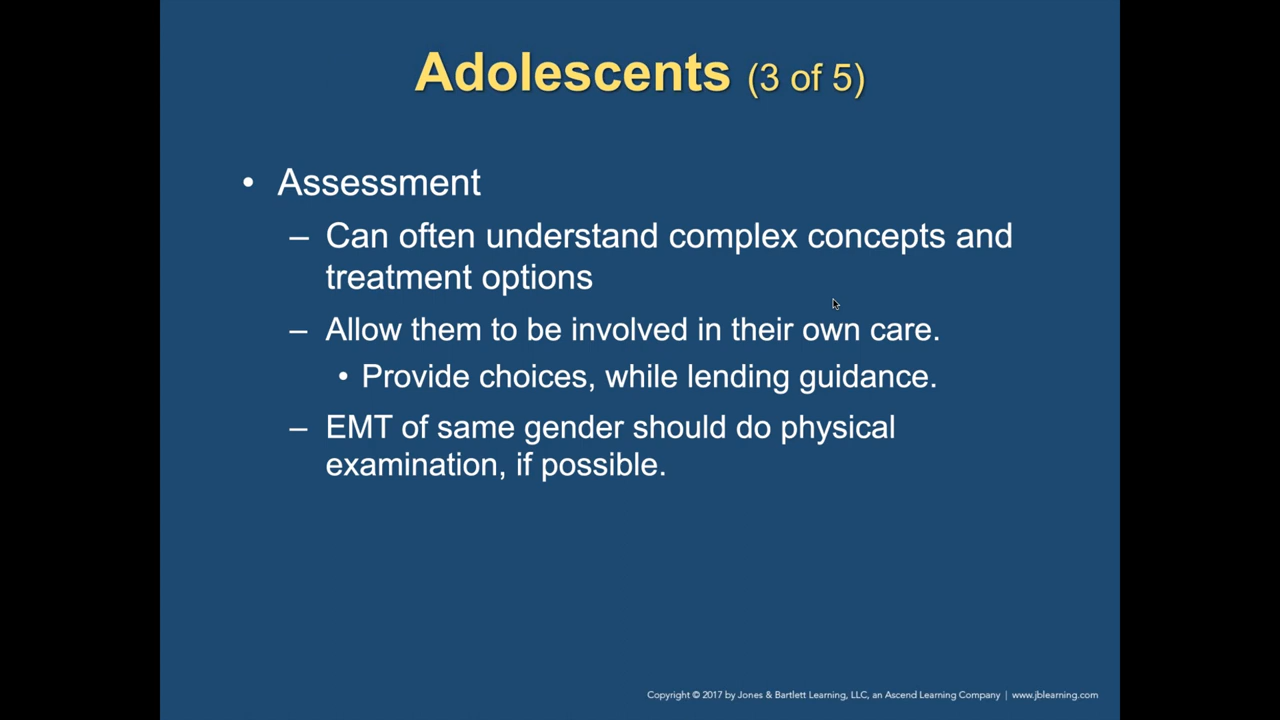 Adolescents (3 of 5)
• Assessment
– Can often understand complex concepts and
treatment options
– Allow them to be involved in their own care.
• Provide choices, while lending guidance.
– EMT of same gender should do physical
examination, if possible.
Copyright © 2017 by Jones & Bartlett Learning, LLC, an Ascend Learning Company | www.jblearning.com